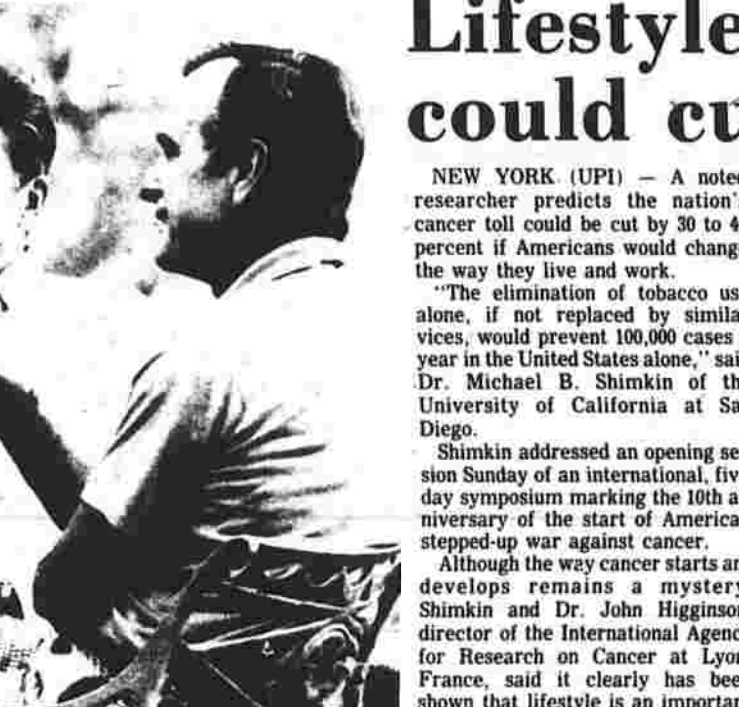 Lifestyle
could cu
NEW YORK (UPI) — A noted
researcher predicts the nation'
cancer toll could be cut by 30 to 4
percent if Americans would change
the way they live and work.
"The elimination of tobacco us
alone, if not replaced by simila
vices, would prevent 100,000 cases
year in the United States alone," sai
Dr. Michael B. Shimkin of th
University of California at Sa
Diego.
Shimkin addressed an opening se
sion Sunday of an international, fiv
day symposium marking the 10th a
niversary of the start of America
stepped-up war against cancer.
Although the way cancer starts an
develops remains a mystery
Shimkin and Dr. John Higginson
director of the International Agenc
for Research on Cancer at Lyon
France, said it clearly has bee
shown that lifestyle is an importan